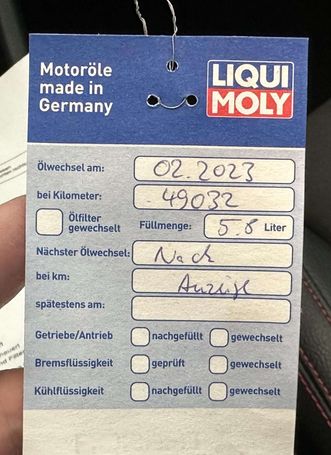 Motoröle
made in
Germany
LIQUI
MOLY
Ölwechsel am: 02.2023
bei Kilometer: 49032
Ölfilter
gewechselt
Füllmenge: 5.8 Liter
Nächster Ölwechsel: Nach
bei km: Anzeige
spätestens am:
Getriebe/Antrieb nachgefüllt gewechselt
Bremsflüssigkeit geprüft gewechselt
Kühlflüssigkeit nachgefüllt gewechselt